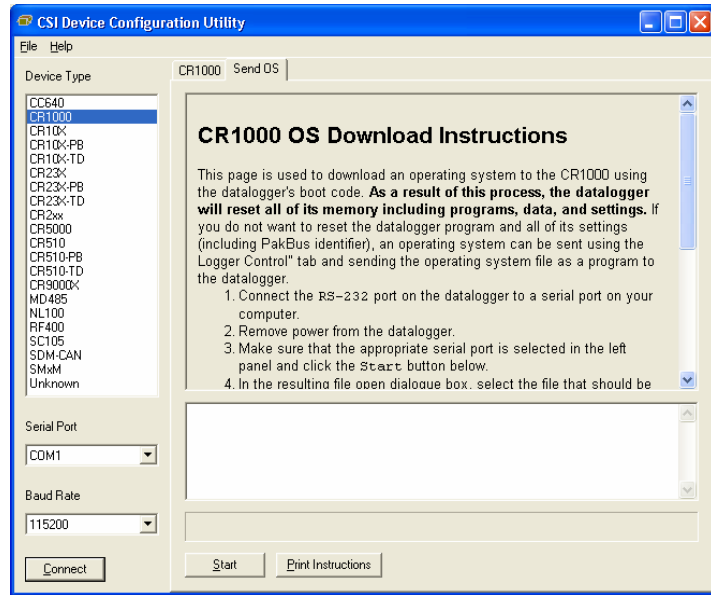 CSI Device Configuration Utility
File Help
Device Type
CC640
CR1000
CR10X
CR10X-PB
CR10X-TD
CR23X
CR23X-PB
CR23X-TD
CR2xx
CR5000
CR510
CR510-PB
CR510-TD
CR9000X
MD485
NL100
RF400
SC105
SDM-CAN
SMxM
Unknown
Serial Port
COM1
Baud Rate
115200
Connect
CR1000 Send OS
CR1000 OS Download Instructions
This page is used to download an operating system to the CR1000 using
the datalogger's boot code. As a result of this process, the datalogger
will reset all of its memory including programs, data, and settings. If
you do not want to reset the datalogger program and all of its settings
(including PakBus identifier), an operating system can be sent using the
Logger Control" tab and sending the operating system file as a program to
the datalogger.
1. Connect the RS-232 port on the datalogger to a serial port on your
computer.
2. Remove power from the datalogger.
3. Make sure that the appropriate serial port is selected in the left
panel and click the Start button below.
4. In the resulting file open dialogue box, select the file that should be
Start Print Instructions